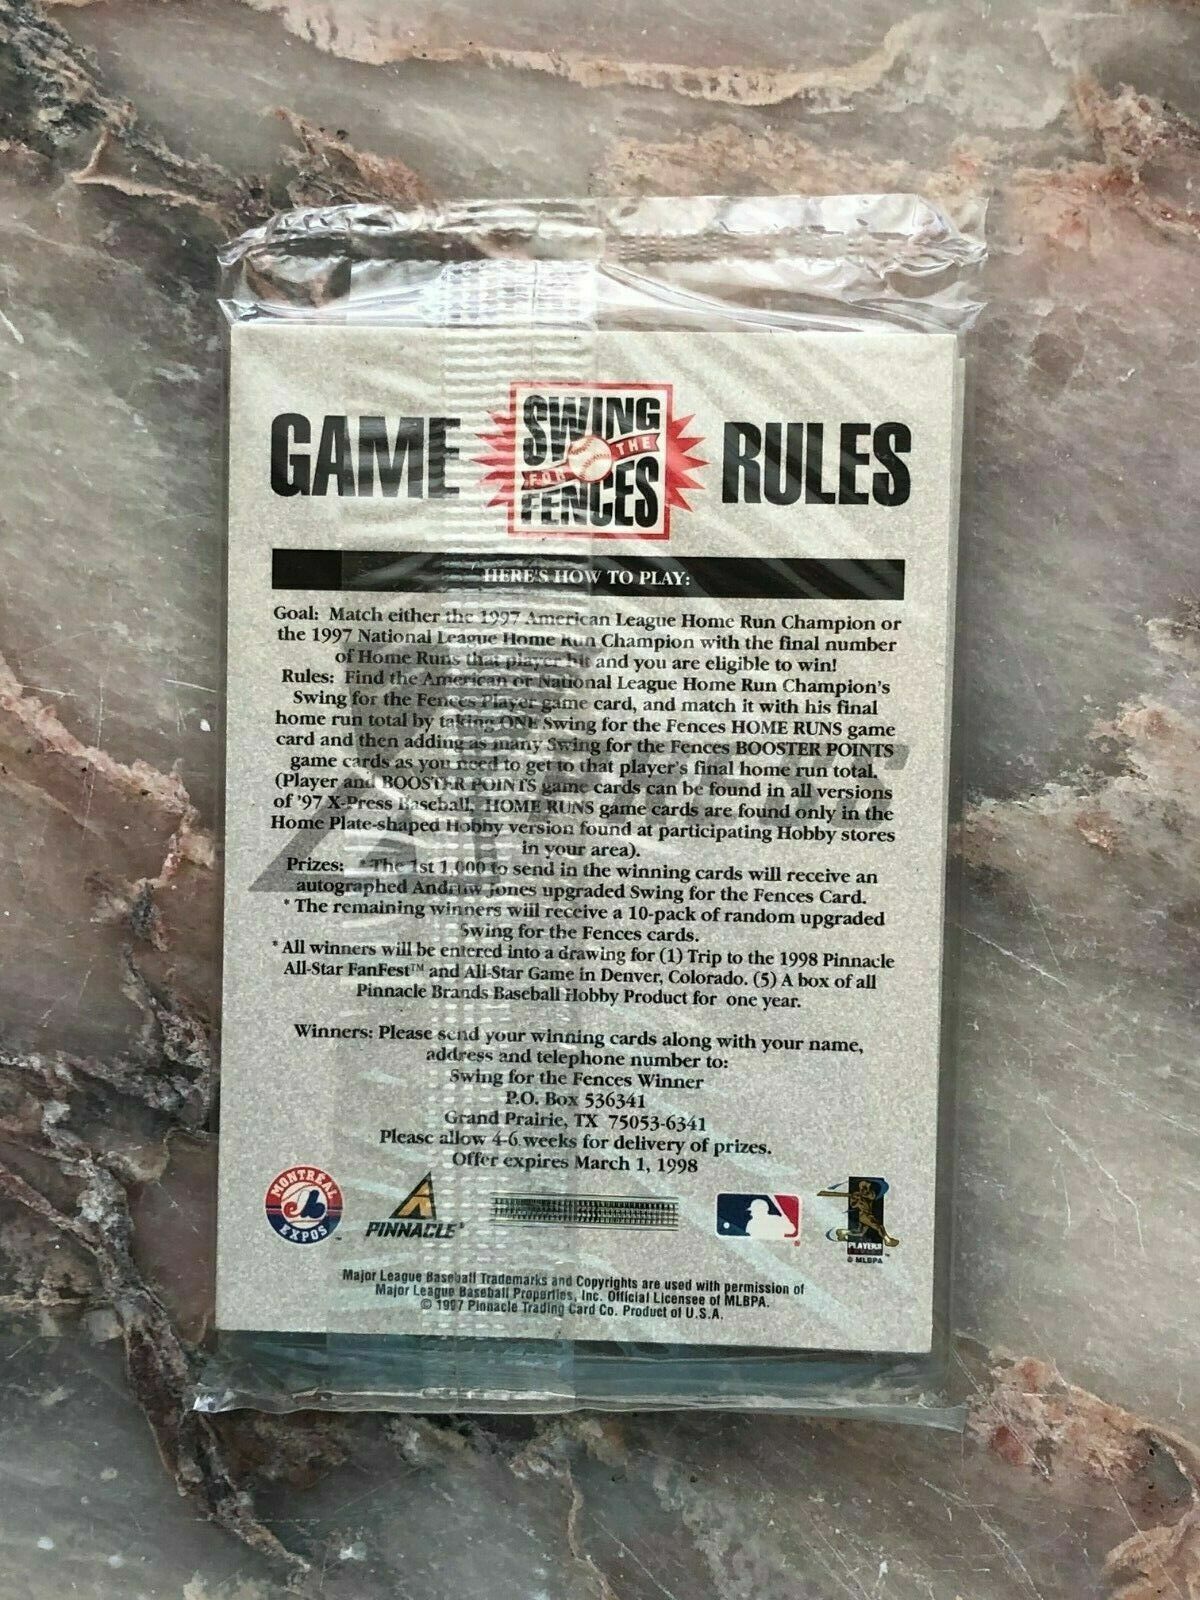 GAME SWING FOR THE FENCES RULES
HERE'S HOW TO PLAY:
Goal: Match either the 1997 American League Home Run Champion or
the 1997 National League Home Run Champion with the final number
of Home Runs that player hit and you are eligible to win!
Rules: Find the American or National League Home Run Champion's
Swing for the Fences Player game card, and match it with his final
home run total by taking ONE Swing for the Fences HOME RUNS game
card and then adding as many Swing for the Fences BOOSTER POINTS
game cards as you need to get to that player's final home run total.
(Player and BOOSTER POINTS game cards can be found in all versions
of '97 X-Press Baseball. HOME RUNS game cards are found only in the
Home Plate-shaped Hobby version found at participating Hobby stores
in your area).
Prizes: *The 1st 1,000 to send in the winning cards will receive an
autographed Andruw Jones upgraded Swing for the Fences Card.
* The remaining winners will receive a 10-pack of random upgraded
Swing for the Fences cards.
* All winners will be entered into a drawing for (1) Trip to the 1998 Pinnacle
All-Star FanFest™ and All-Star Game in Denver, Colorado. (5) A box of all
Pinnacle Brands Baseball Hobby Product for one year.
Winners: Please send your winning cards along with your name,
address and telephone number to:
Swing for the Fences Winner
P.O. Box 536341
Grand Prairie, TX 75053-6341
Please allow 4-6 weeks for delivery of prizes.
Offer expires March 1, 1998
MONTREAL EXPOS ™
PINNACLE®
PLAYERS
© MLBPA
Major League Baseball Trademarks and Copyrights are used with permission of
Major League Baseball Properties, Inc. Official Licensee of MLBPA.
© 1997 Pinnacle Trading Card Co. Product of U.S.A.